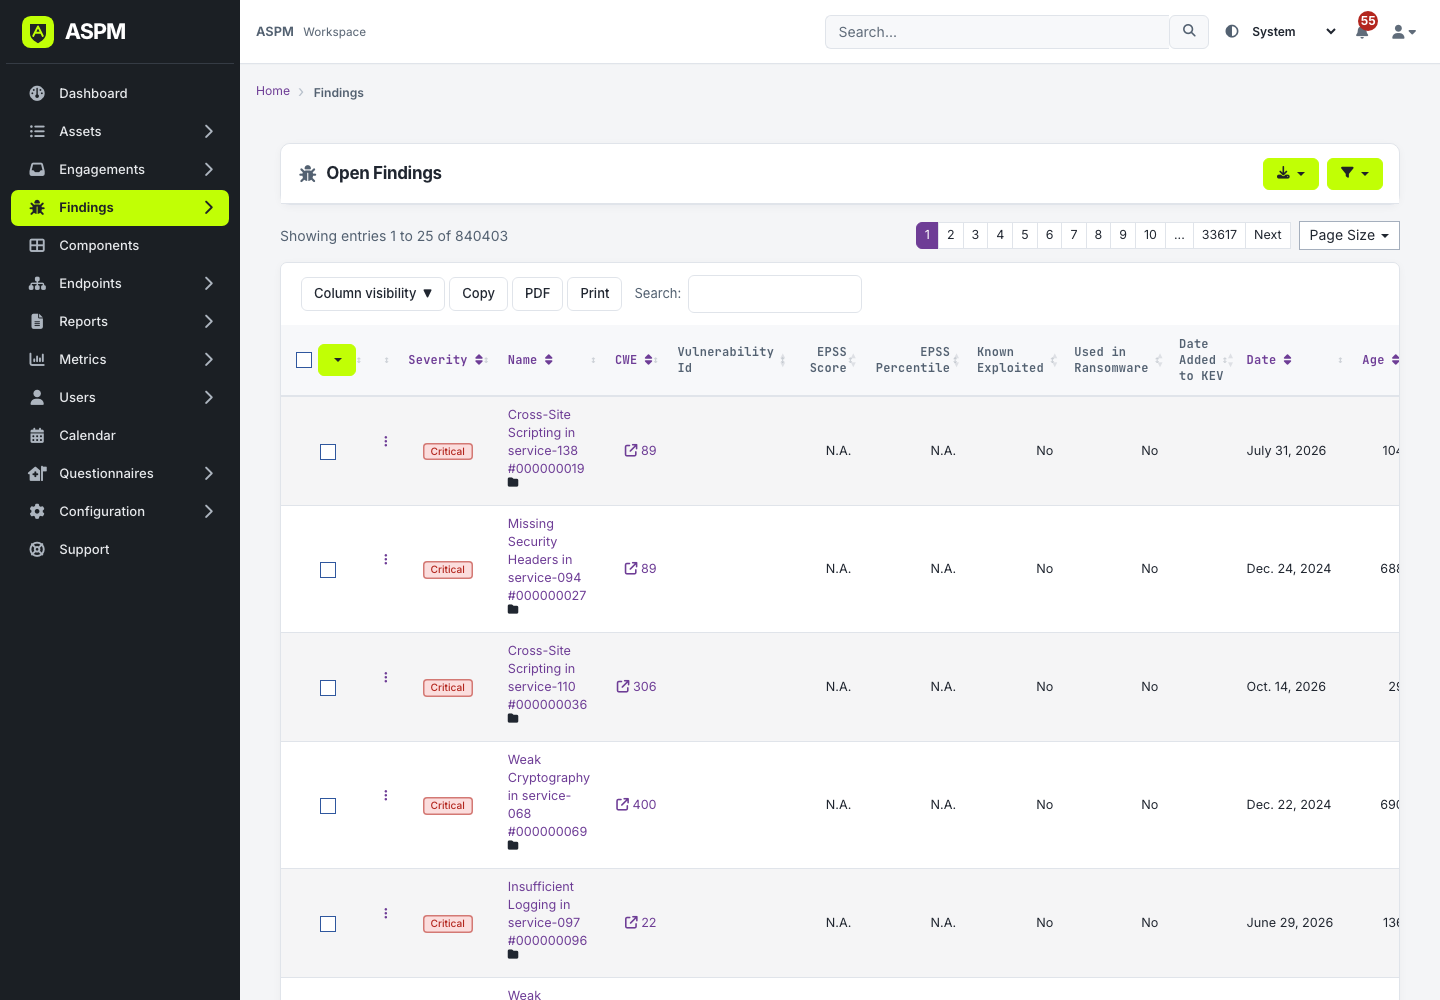 ASPM
ASPM Workspace
Search...
System
55
Dashboard
Assets
Engagements
Findings
Components
Endpoints
Reports
Metrics
Users
Calendar
Questionnaires
Configuration
Support
Home
Findings
Open Findings
Showing entries 1 to 25 of 840403
1 2 3 4 5 6 7 8 9 10 ... 33617 Next
Page Size
Column visibility ▼ Copy PDF Print Search:
Severity
Name
CWE
Vulnerability
Id
EPSS
Score
EPSS
Percentile
Known
Exploited
Used in
Ransomware
Date
Added
to KEV
Date
Age
Critical
Cross-Site
Scripting in
service-138
#000000019
89
N.A.
N.A.
No
No
July 31, 2026
104
Critical
Missing
Security
Headers in
service-094
#000000027
89
N.A.
N.A.
No
No
Dec. 24, 2024
688
Critical
Cross-Site
Scripting in
service-110
#000000036
306
N.A.
N.A.
No
No
Oct. 14, 2026
29
Critical
Weak
Cryptography
in service-
068
#000000069
400
N.A.
N.A.
No
No
Dec. 22, 2024
690
Critical
Insufficient
Logging in
service-097
#000000096
22
N.A.
N.A.
No
No
June 29, 2026
136
Weak